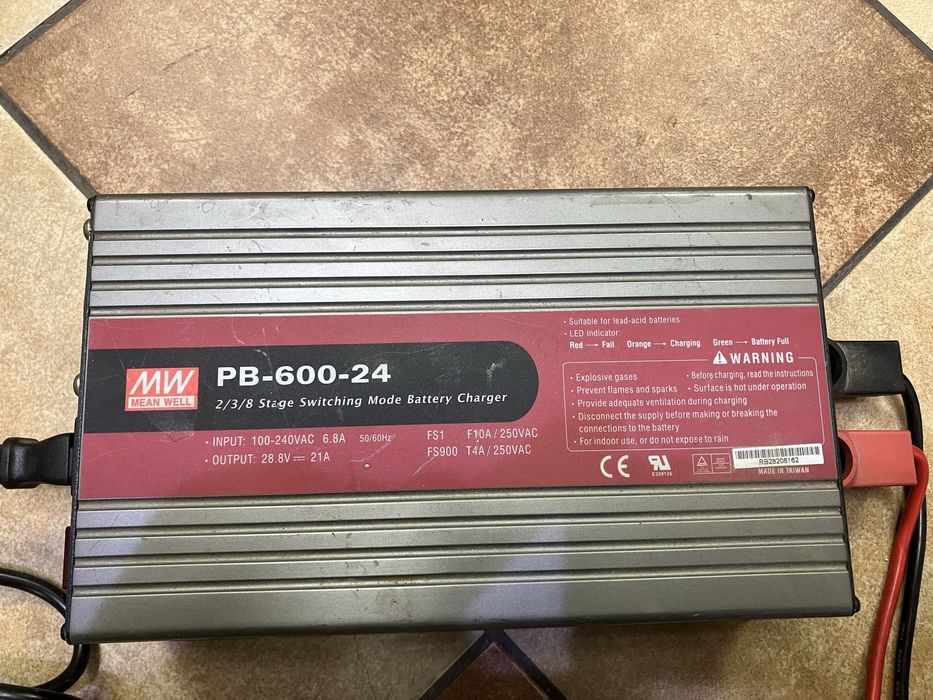 MW
MEAN WELL
PB-600-24
2/3/8 Stage Switching Mode Battery Charger
• INPUT: 100-240VAC 6.8A 50/60Hz
• OUTPUT: 28.8V⎓ 21A
FS1 F10A / 250VAC
FS900 T4A / 250VAC
• Suitable for lead-acid batteries
• LED Indicator:
Red → Fail Orange → Charging Green → Battery Full
WARNING
• Explosive gases
• Before charging, read the instructions
• Prevent flames and sparks
• Surface is hot under operation
• Provide adequate ventilation during charging
• Disconnect the supply before making or breaking the
connections to the battery
• For indoor use, or do not expose to rain
CE
E329126
RB28208162
MADE IN TAIWAN